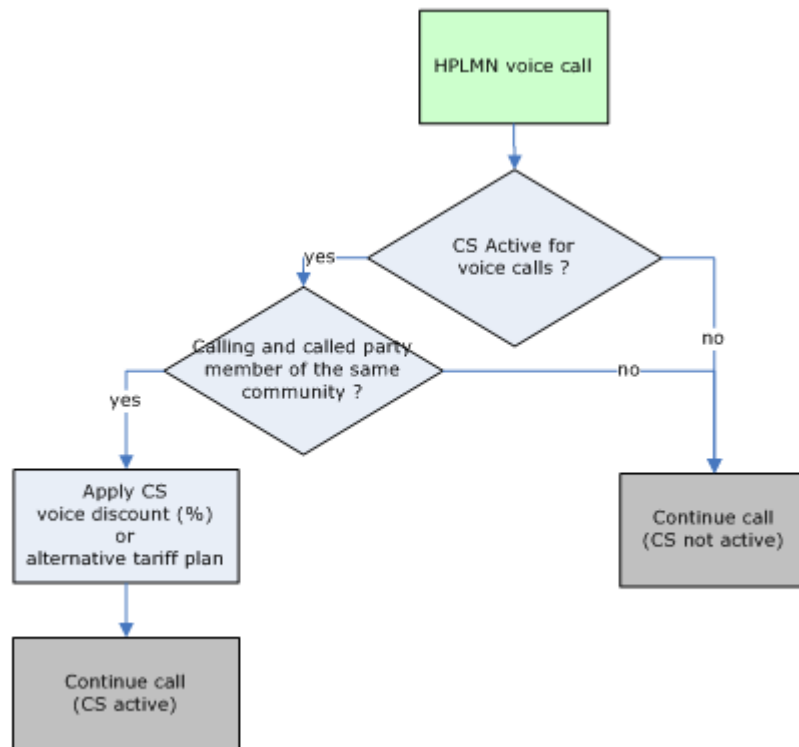 HPLMN voice call
CS Active for
voice calls ?
yes
no
Calling and called party
member of the same
community ?
yes
no
Apply CS
voice discount (%)
or
alternative tariff plan
Continue call
(CS not active)
Continue call
(CS active)